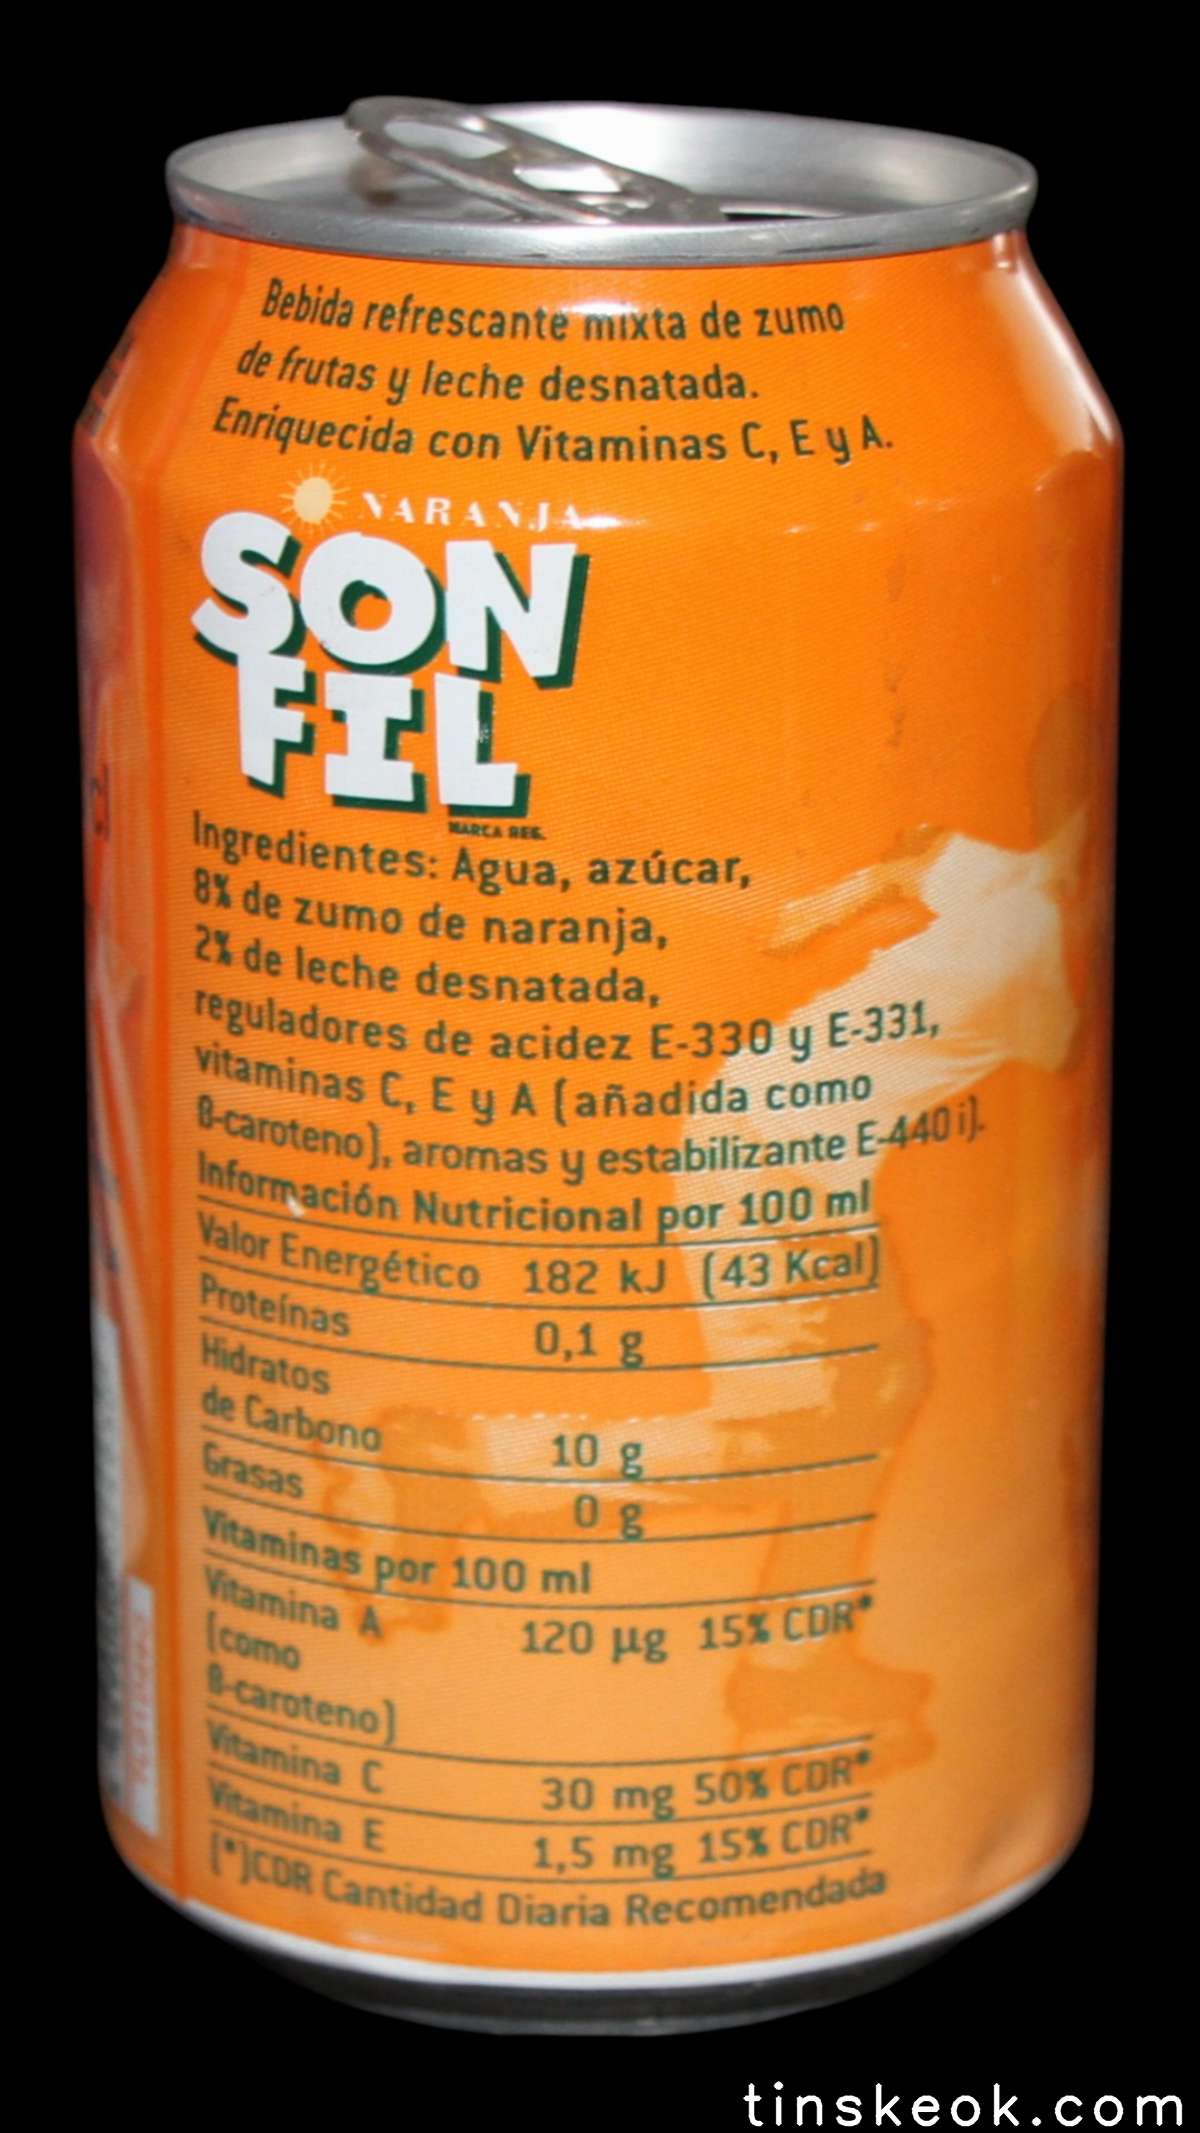 Bebida refrescante mixta de zumo
de frutas y leche desnatada.
Enriquecida con Vitaminas C, E y A.
NARANJA
SON
FIL
MARCA REG.
Ingredientes: Agua, azúcar,
8% de zumo de naranja,
2% de leche desnatada,
reguladores de acidez E-330 y E-331,
vitaminas C, E y A (añadida como
β-caroteno), aromas y estabilizante E-440 i).
Información Nutricional por 100 ml
Valor Energético 182 kJ (43 Kcal)
Proteínas 0,1 g
Hidratos
de Carbono 10 g
Grasas 0 g
Vitaminas por 100 ml
Vitamina A 120 µg 15% CDR*
(como
β-caroteno)
Vitamina C 30 mg 50% CDR*
Vitamina E 1,5 mg 15% CDR*
(*)CDR Cantidad Diaria Recomendada
tinskeok.com